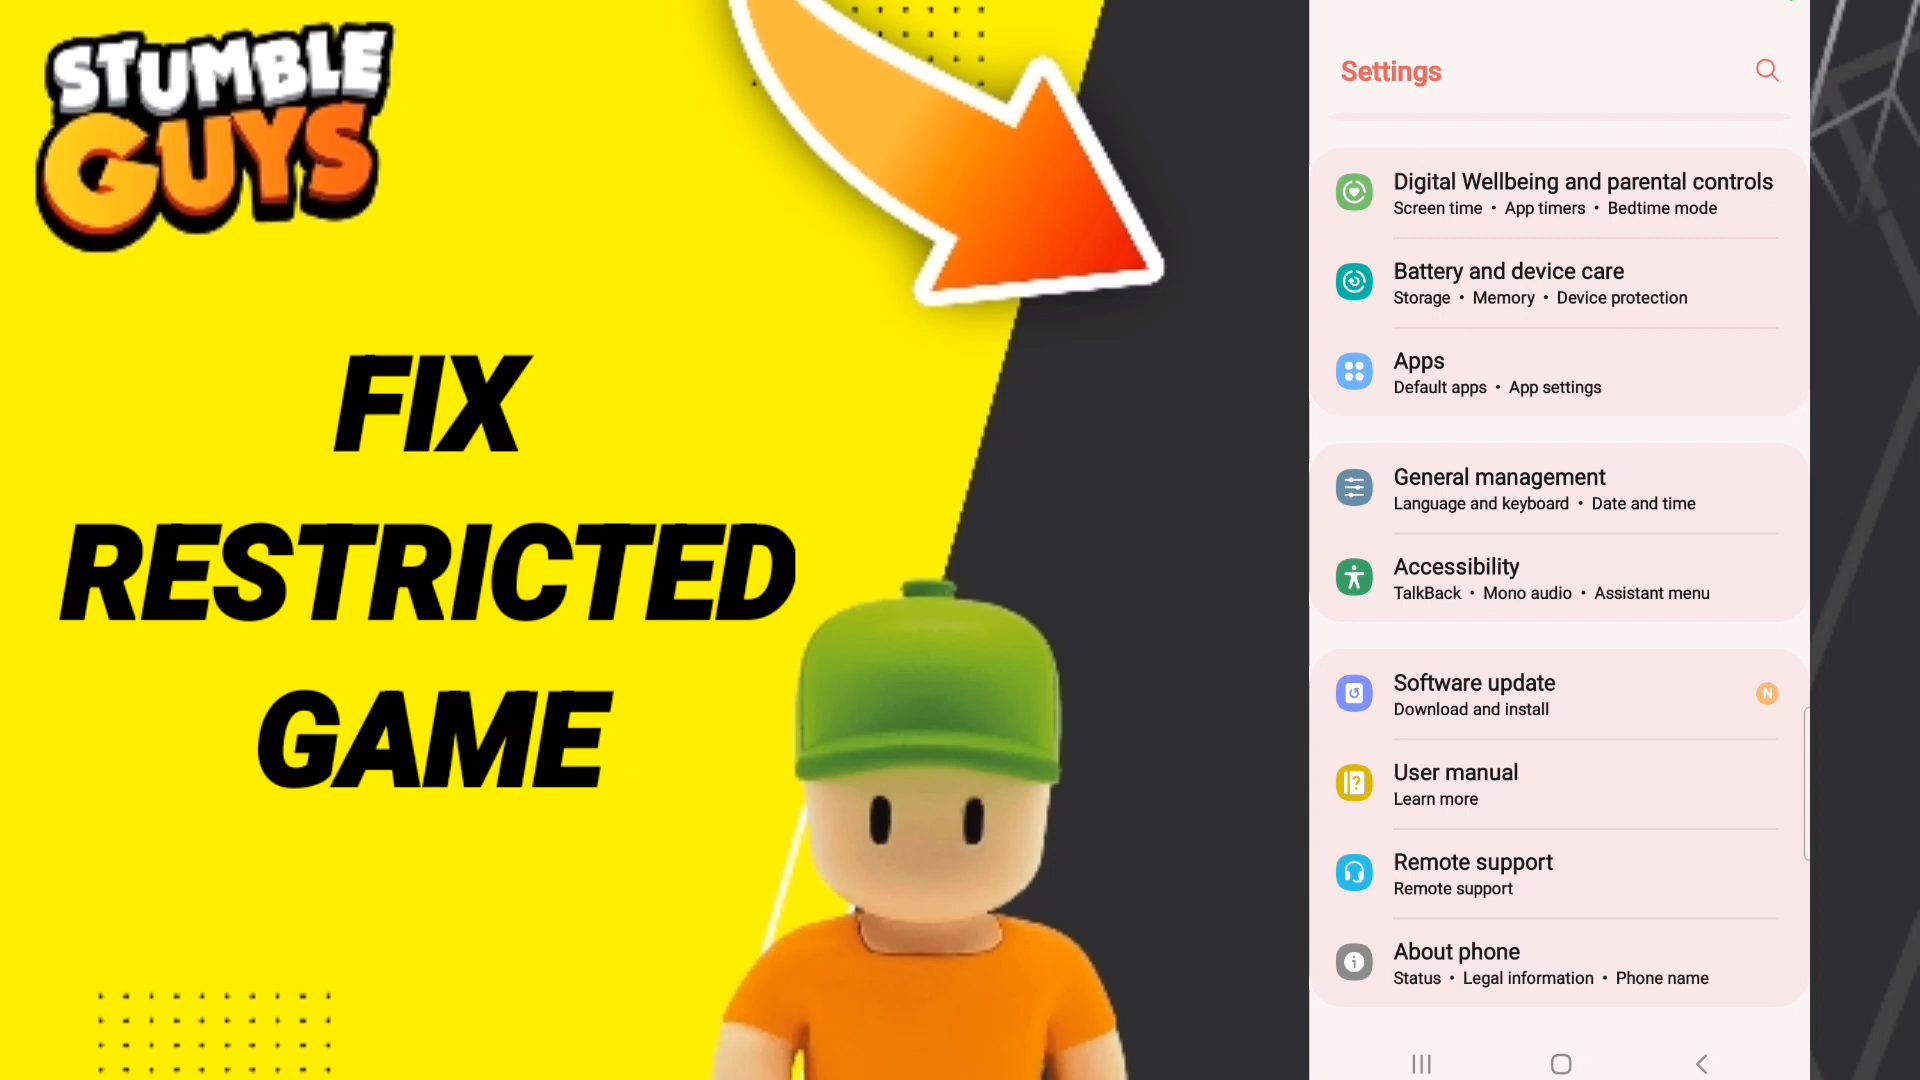 STUMBLE
GUYS
FIX
RESTRICTED
GAME
Settings
Digital Wellbeing and parental controls
Screen time • App timers • Bedtime mode
Battery and device care
Storage • Memory • Device protection
Apps
Default apps • App settings
General management
Language and keyboard • Date and time
Accessibility
TalkBack • Mono audio • Assistant menu
Software update
N
Download and install
User manual
Learn more
Remote support
Remote support
About phone
Status • Legal information • Phone name